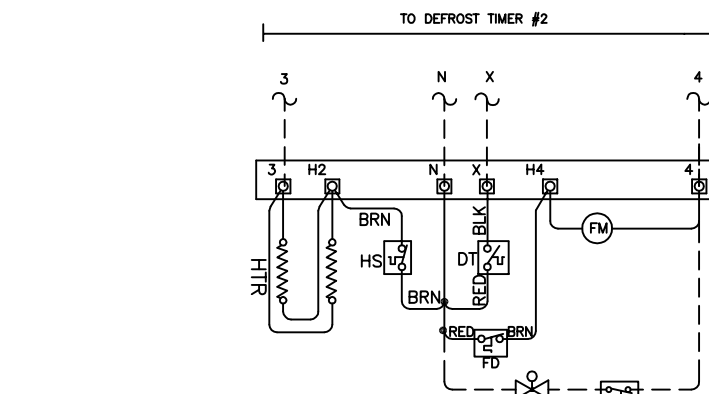 TO DEFROST TIMER #2
3 N X 4
3 H2 N X H4 4
BRN BLK FM
HTR HS DT
BRN RED
RED BRN
FD